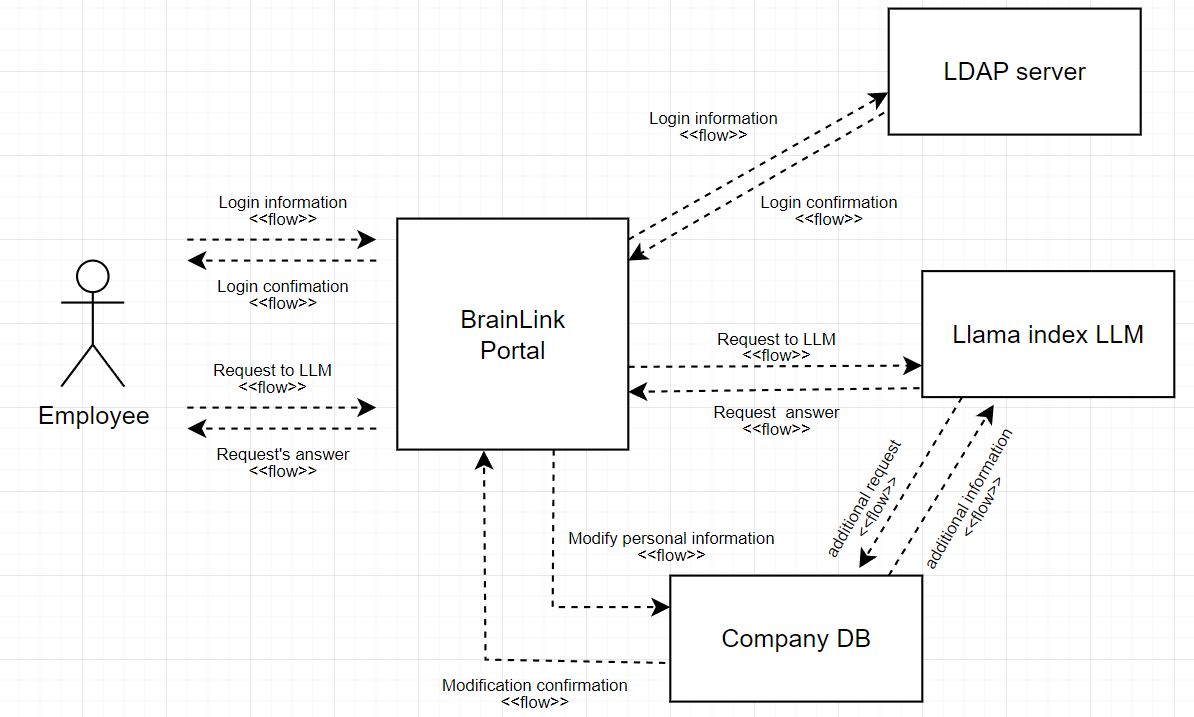 LDAP server
Login information
<<flow>>
Login confirmation
<<flow>>
Login information
<<flow>>
Login confimation
<<flow>>
BrainLink
Portal
Llama index LLM
Request to LLM
<<flow>>
Request  answer
<<flow>>
Request to LLM
<<flow>>
Request's answer
<<flow>>
Employee
additional request
<<flow>>
additional information
<<flow>>
Modify personal information
<<flow>>
Company DB
Modification confirmation
<<flow>>